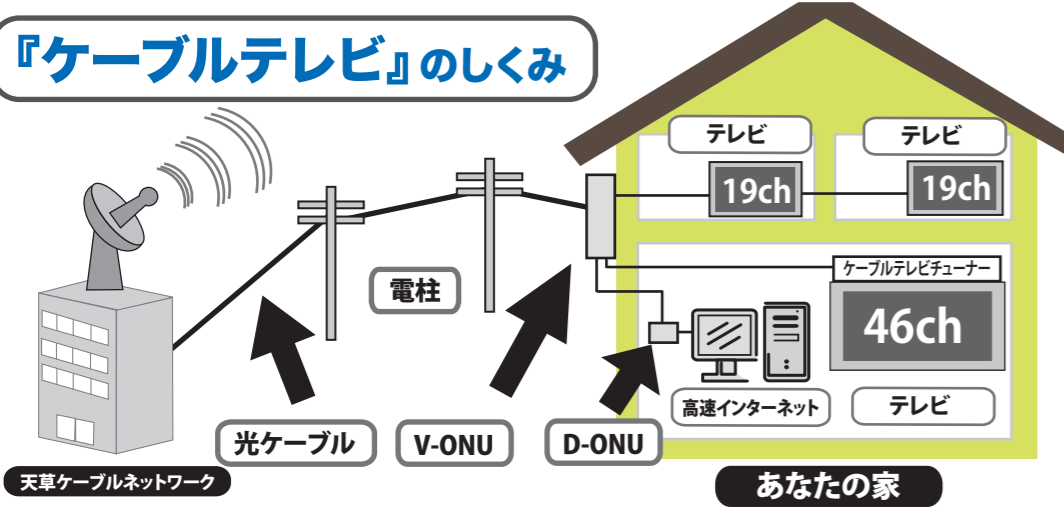 『ケーブルテレビ』のしくみ
テレビ
テレビ
19ch
19ch
電柱
ケーブルテレビチューナー
46ch
高速インターネット
テレビ
光ケーブル
V-ONU
D-ONU
天草ケーブルネットワーク
あなたの家